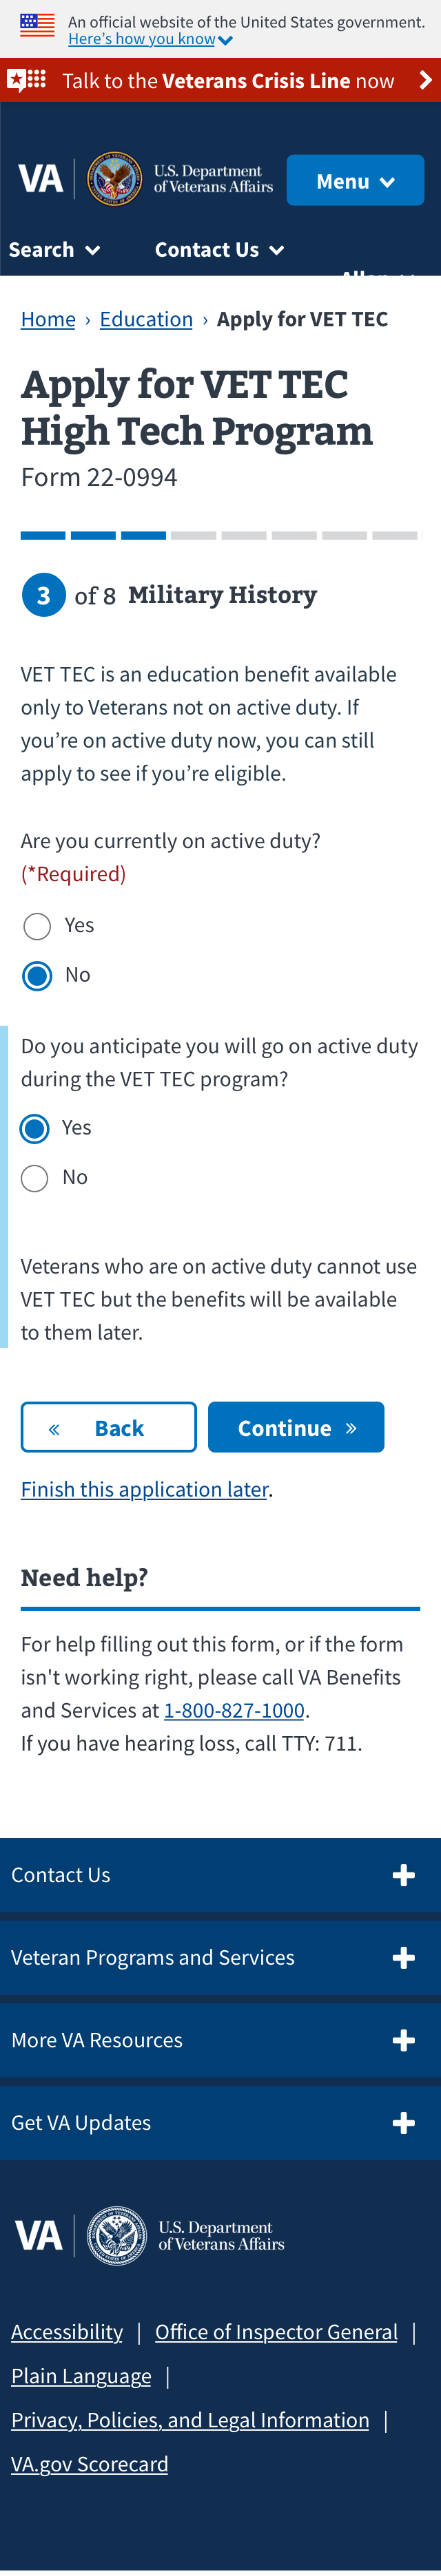 An official website of the United States government.
Here's how you know
Talk to the Veterans Crisis Line now
VA
U.S. Department
of Veterans Affairs
Menu
Search
Contact Us
Home › Education › Apply for VET TEC
Apply for VET TEC
High Tech Program
Form 22-0994
3 of 8 Military History
VET TEC is an education benefit available
only to Veterans not on active duty. If
you’re on active duty now, you can still
apply to see if you’re eligible.
Are you currently on active duty?
(*Required)
Yes
No
Do you anticipate you will go on active duty
during the VET TEC program?
Yes
No
Veterans who are on active duty cannot use
VET TEC but the benefits will be available
to them later.
« Back
Continue »
Finish this application later.
Need help?
For help filling out this form, or if the form
isn't working right, please call VA Benefits
and Services at 1-800-827-1000.
If you have hearing loss, call TTY: 711.
Contact Us
Veteran Programs and Services
More VA Resources
Get VA Updates
VA
U.S. Department
of Veterans Affairs
Accessibility | Office of Inspector General |
Plain Language |
Privacy, Policies, and Legal Information |
VA.gov Scorecard